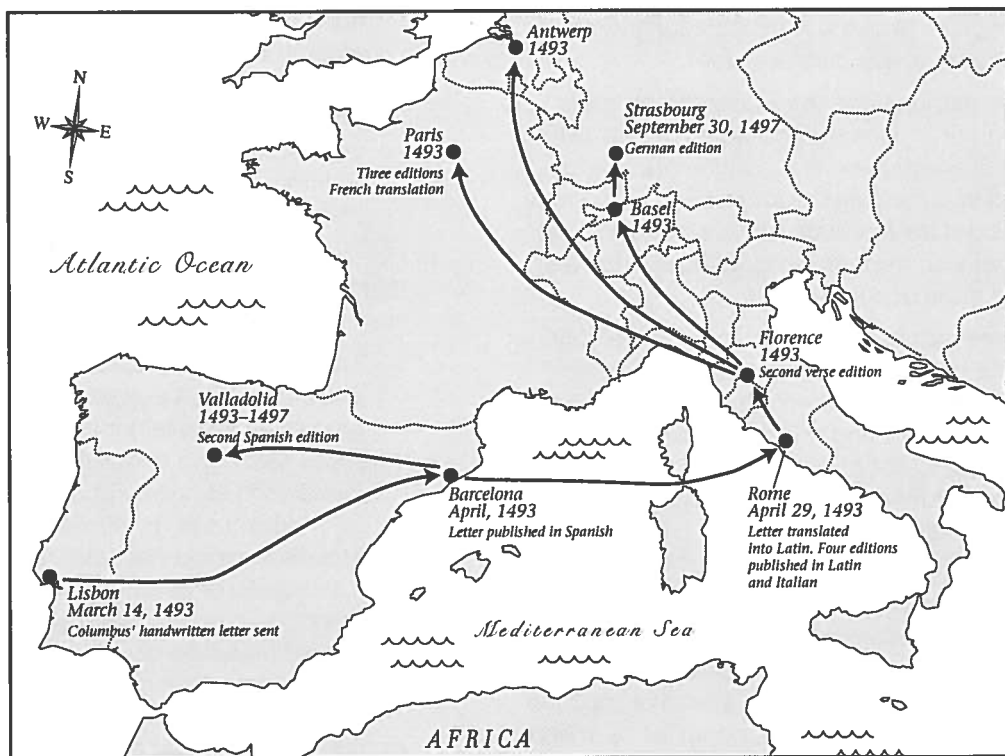 Antwerp
1493
N
W
E
S
Strasbourg
September 30, 1497
German edition
Paris
1493
Three editions
French translation
Basel
1493
Atlantic Ocean
Florence
1493
Second verse edition
Valladolid
1493–1497
Second Spanish edition
Barcelona
April, 1493
Letter published in Spanish
Rome
April 29, 1493
Letter translated
into Latin. Four editions
published in Latin
and Italian
Lisbon
March 14, 1493
Columbus' handwritten letter sent
Mediterranean Sea
AFRICA